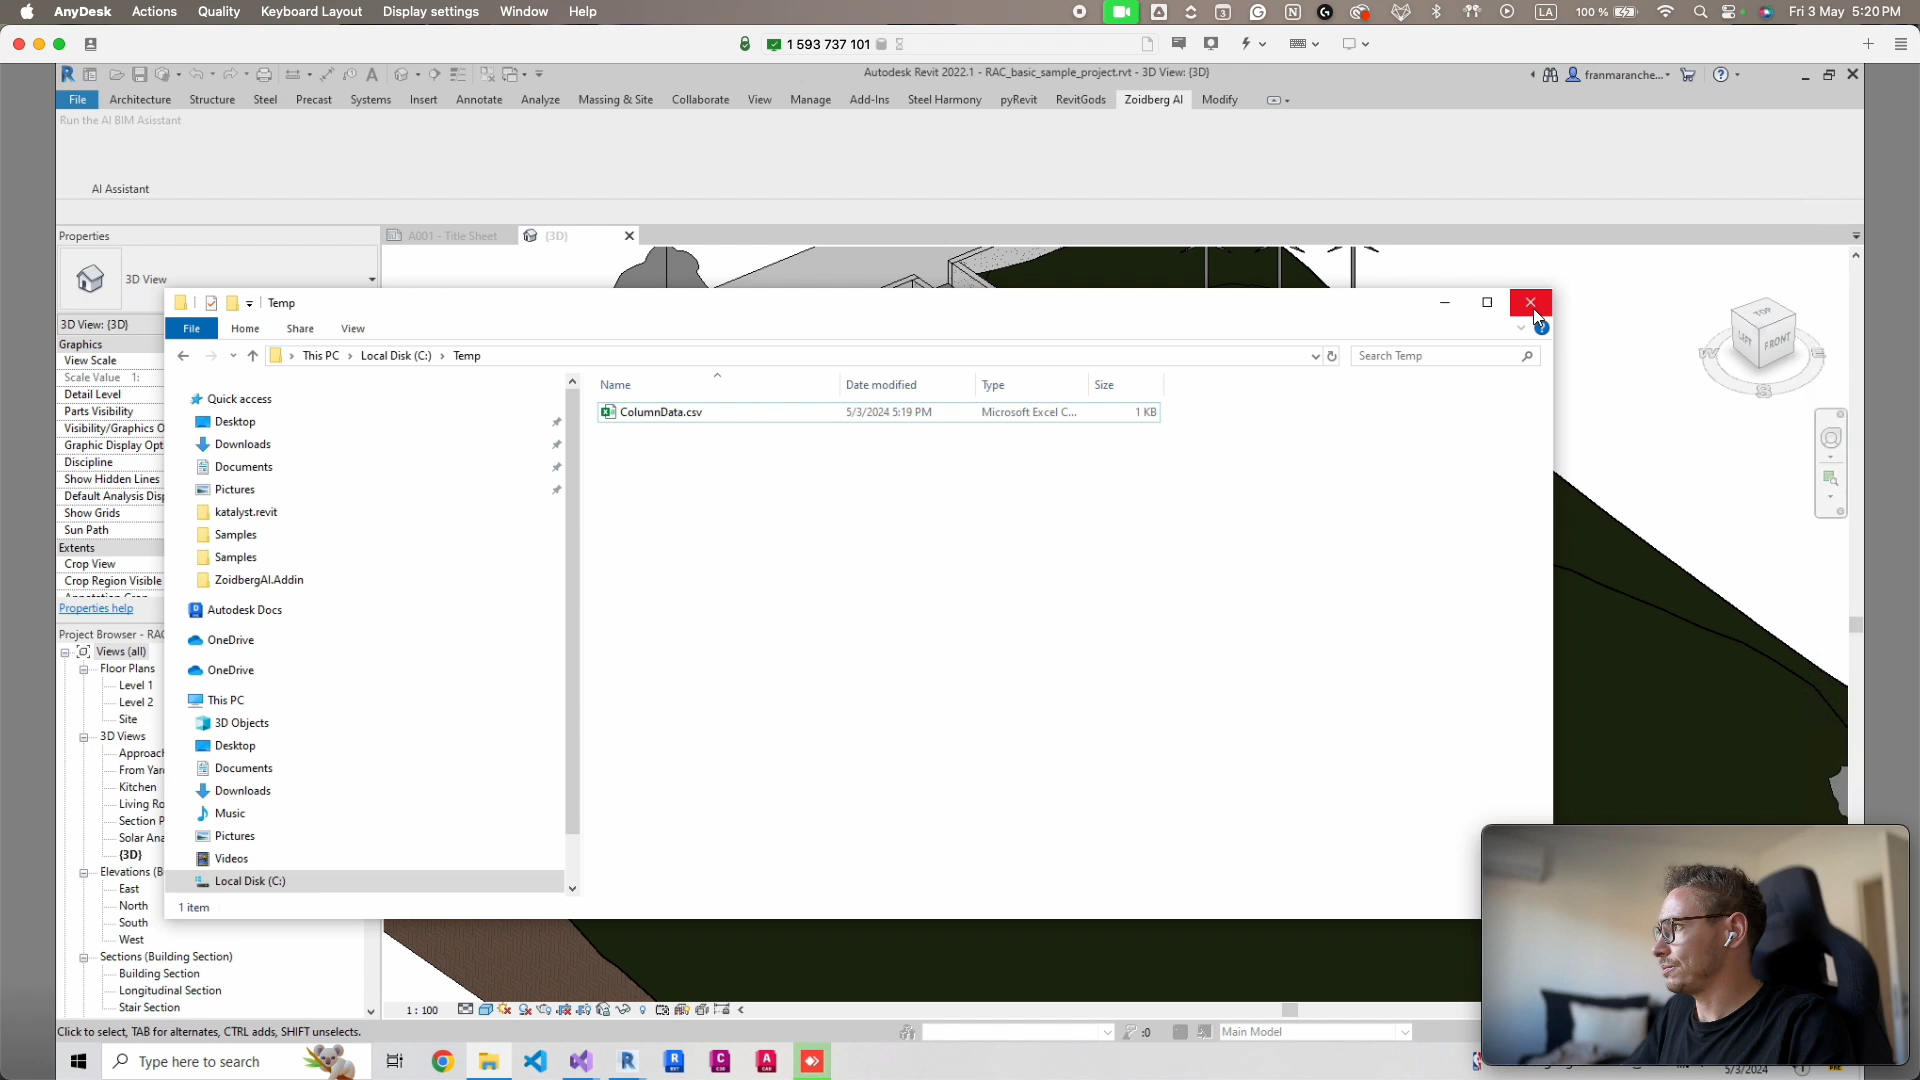 AnyDesk Actions Quality Keyboard Layout Display settings Window Help
3 LA 100 % Fri 3 May 5:20 PM
1 593 737 101
Autodesk Revit 2022.1 - RAC_basic_sample_project.rvt - 3D View: {3D}
franmaranche...
File Architecture Structure Steel Precast Systems Insert Annotate Analyze Massing & Site Collaborate View Manage Add-Ins Steel Harmony pyRevit RevitGods Zoidberg AI Modify
Run the AI BIM Asisstant
AI Assistant
Properties
A001 - Title Sheet
{3D}
3D View
TOP
LEFT
FRONT
W
E
S
3D View: {3D}
Graphics
View Scale
Scale Value 1:
Detail Level
Parts Visibility
Visibility/Graphics O
Graphic Display Opt
Discipline
Show Hidden Lines
Default Analysis Disp
Show Grids
Sun Path
Extents
Crop View
Crop Region Visible
Properties help
Project Browser - RAC
Views (all)
Floor Plans
Level 1
Level 2
Site
3D Views
Approach
From Yar
Kitchen
Living Ro
Section P
Solar Ana
{3D}
Elevations (B
East
North
South
West
Sections (Building Section)
Building Section
Longitudinal Section
Stair Section
Temp
File Home Share View
This PC Local Disk (C:) Temp
Search Temp
Name Date modified Type Size
ColumnData.csv 5/3/2024 5:19 PM Microsoft Excel C... 1 KB
Quick access
Desktop
Downloads
Documents
Pictures
katalyst.revit
Samples
Samples
ZoidbergAI.Addin
Autodesk Docs
OneDrive
OneDrive
This PC
3D Objects
Desktop
Documents
Downloads
Music
Pictures
Videos
Local Disk (C:)
1 item
1 : 100
Click to select, TAB for alternates, CTRL adds, SHIFT unselects.
:0
Main Model
Type here to search
5/3/2024